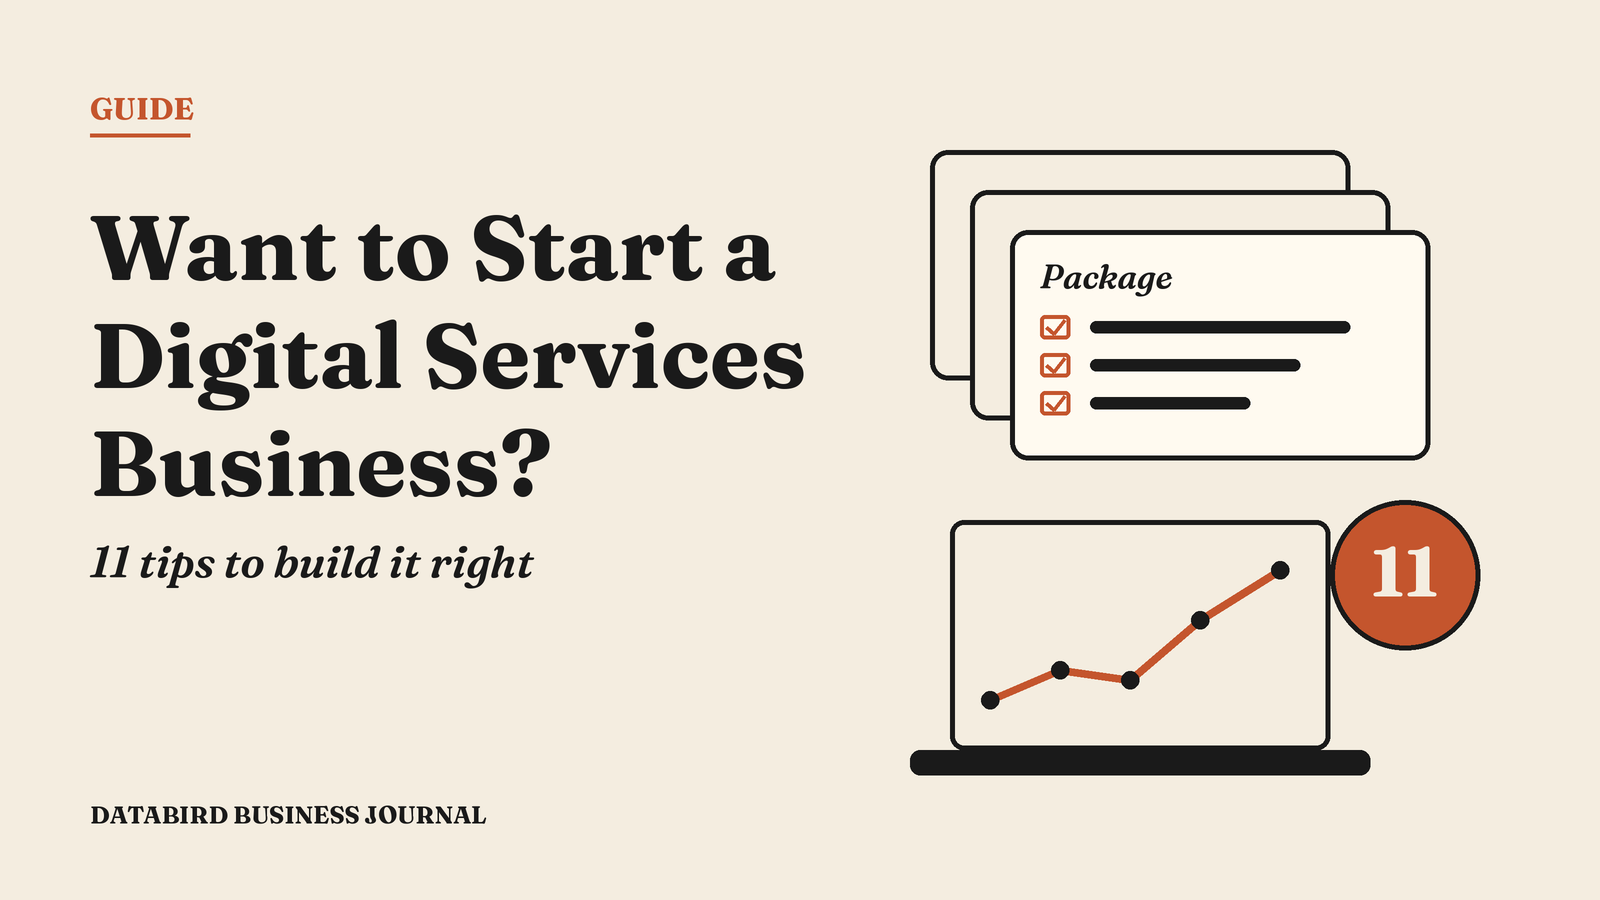 GUIDE
Want to Start a
Digital Services
Business?
11 tips to build it right
DATABIRD BUSINESS JOURNAL
Package
11